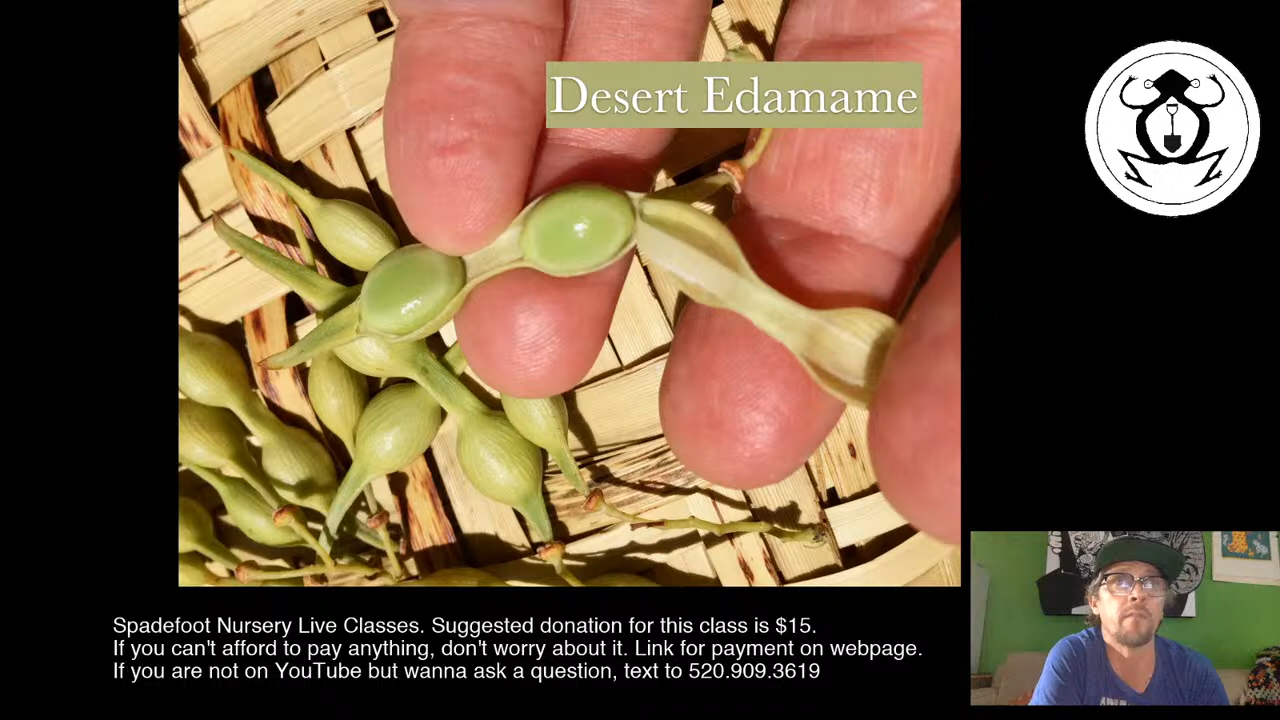 Desert Edamame
Spadefoot Nursery Live Classes. Suggested donation for this class is $15.
If you can't afford to pay anything, don't worry about it. Link for payment on webpage.
If you are not on YouTube but wanna ask a question, text to 520.909.3619